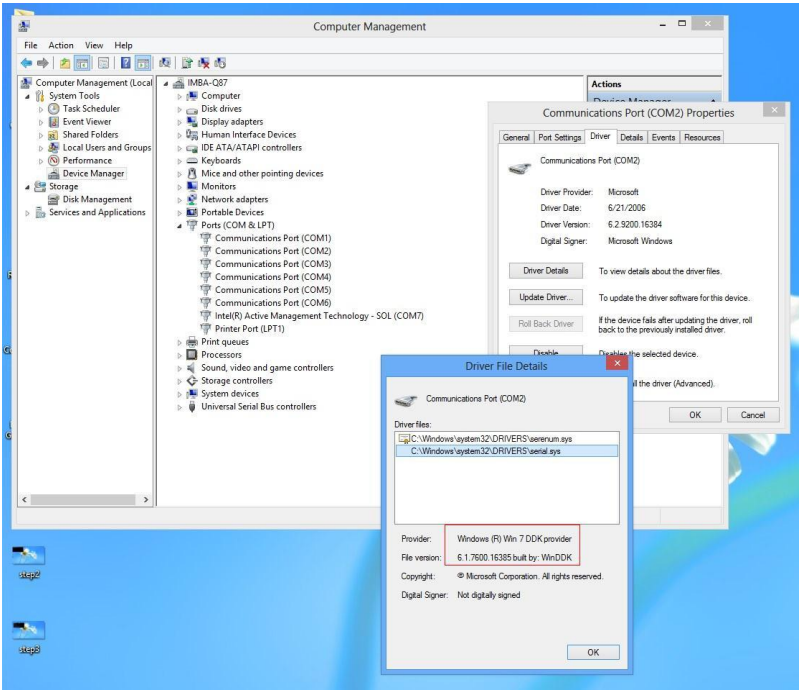 Computer Management
File Action View Help
Computer Management (Local
System Tools
Task Scheduler
Event Viewer
Shared Folders
Local Users and Groups
Performance
Device Manager
Storage
Disk Management
Services and Applications
IMBA-Q87
Computer
Disk drives
Display adapters
Human Interface Devices
IDE ATA/ATAPI controllers
Keyboards
Mice and other pointing devices
Monitors
Network adapters
Portable Devices
Ports (COM & LPT)
Communications Port (COM1)
Communications Port (COM2)
Communications Port (COM3)
Communications Port (COM4)
Communications Port (COM5)
Communications Port (COM6)
Intel(R) Active Management Technology - SOL (COM7)
Printer Port (LPT1)
Print queues
Processors
Sound, video and game controllers
Storage controllers
System devices
Universal Serial Bus controllers
Actions
Device Manager
Communications Port (COM2) Properties
General Port Settings Driver Details Events Resources
Communications Port (COM2)
Driver Provider: Microsoft
Driver Date: 6/21/2006
Driver Version: 6.2.9200.16384
Digital Signer: Microsoft Windows
Driver Details To view details about the driver files.
Update Driver... To update the driver software for this device.
Roll Back Driver If the device fails after updating the driver, roll
back to the previously installed driver.
Disable Disables the selected device.
the driver (Advanced).
OK Cancel
Driver File Details
Communications Port (COM2)
Driver files:
C:\Windows\system32\DRIVERS\serenum.sys
C:\Windows\system32\DRIVERS\serial.sys
Provider: Windows (R) Win 7 DDK provider
File version: 6.1.7600.16385 built by: WinDDK
Copyright: © Microsoft Corporation. All rights reserved.
Digital Signer: Not digitally signed
OK
step2
step3